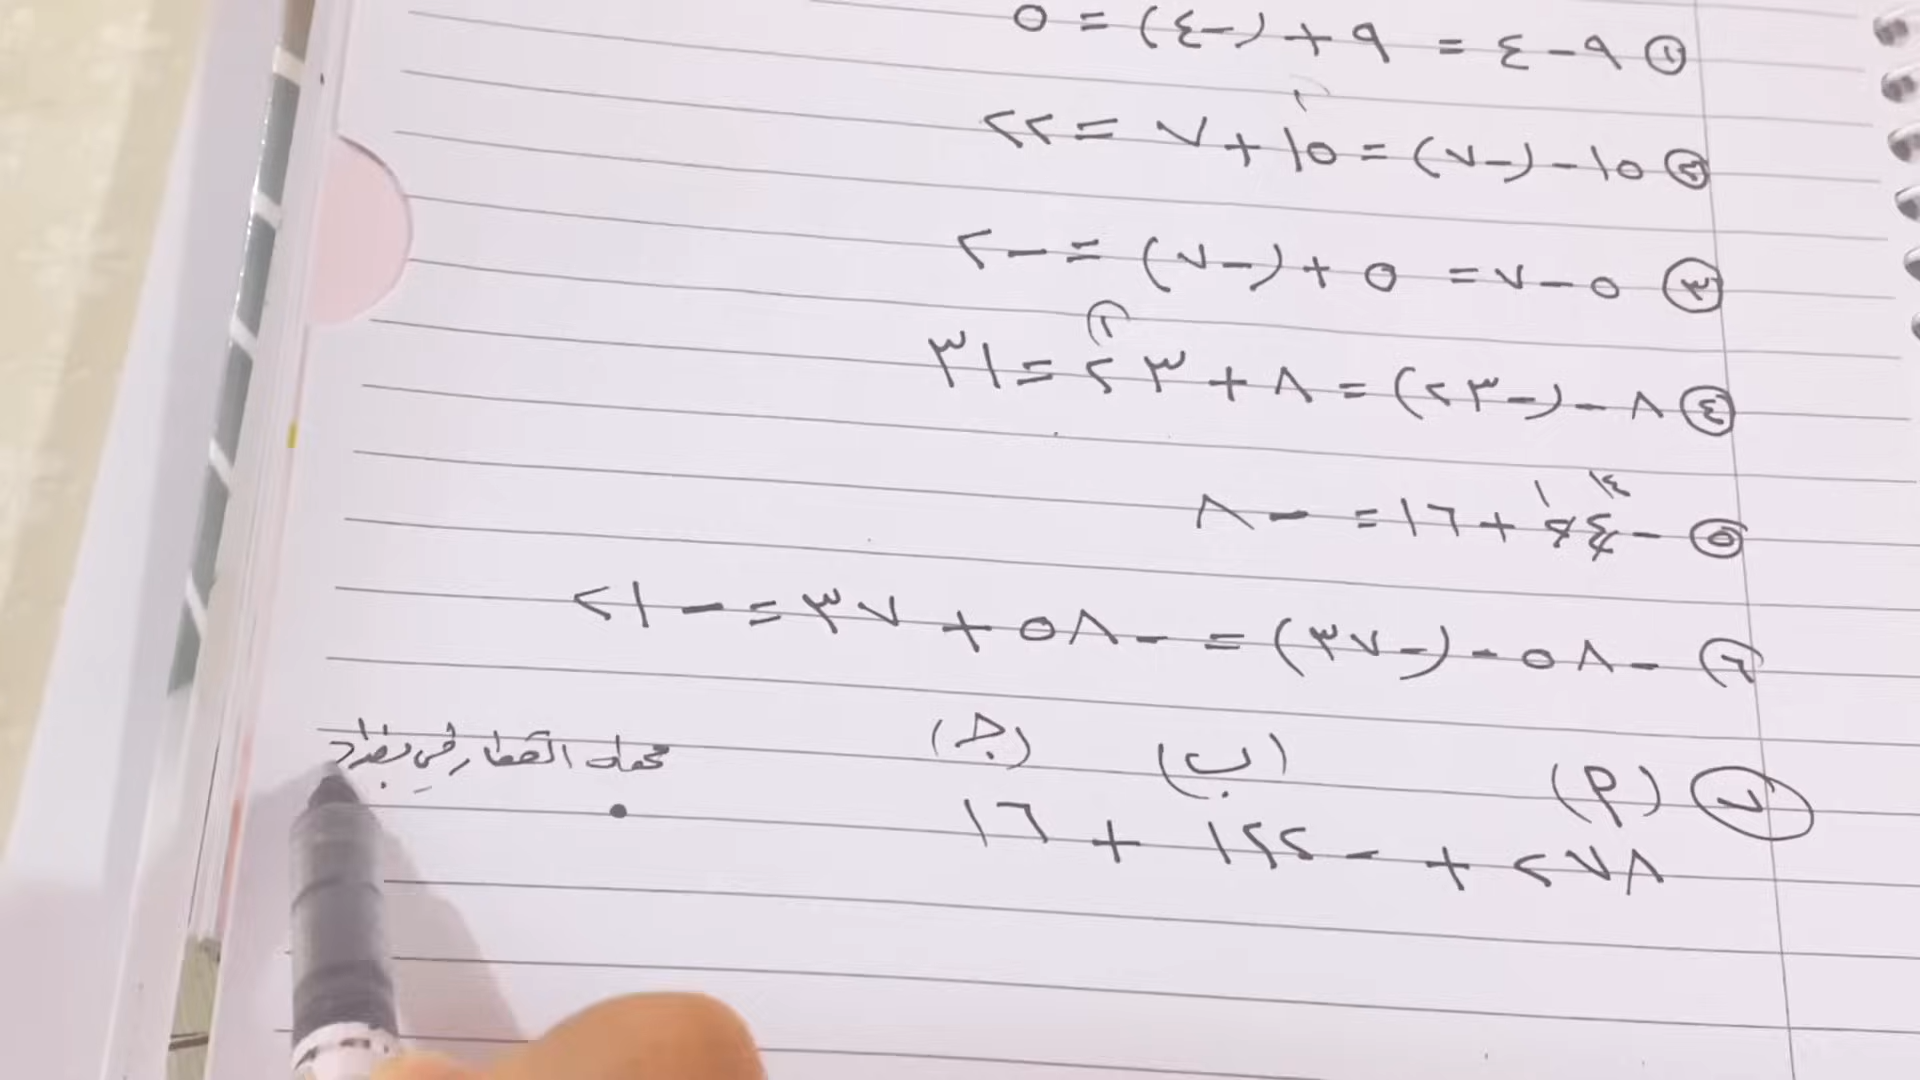 ① ٩ - ٤ = ٩ + (-٤) = ٥
② ١٥ - (-٧) = ١٥ + ٧ = ٢٢
③ ٥ - ٧ = ٥ + (-٧) = -٢
④ ٨ - (-٢٣) = ٨ + ٢٣ = ٣١
⑤ -٢٤ + ١٦ = -٨
⑥ -٥٨ - (-٣٧) = -٥٨ + ٣٧ = -٢١
⑦ (م) (ب) (ج) محطة القطار في بغداد
٢٧٨ + -١٢٢ + ١٦